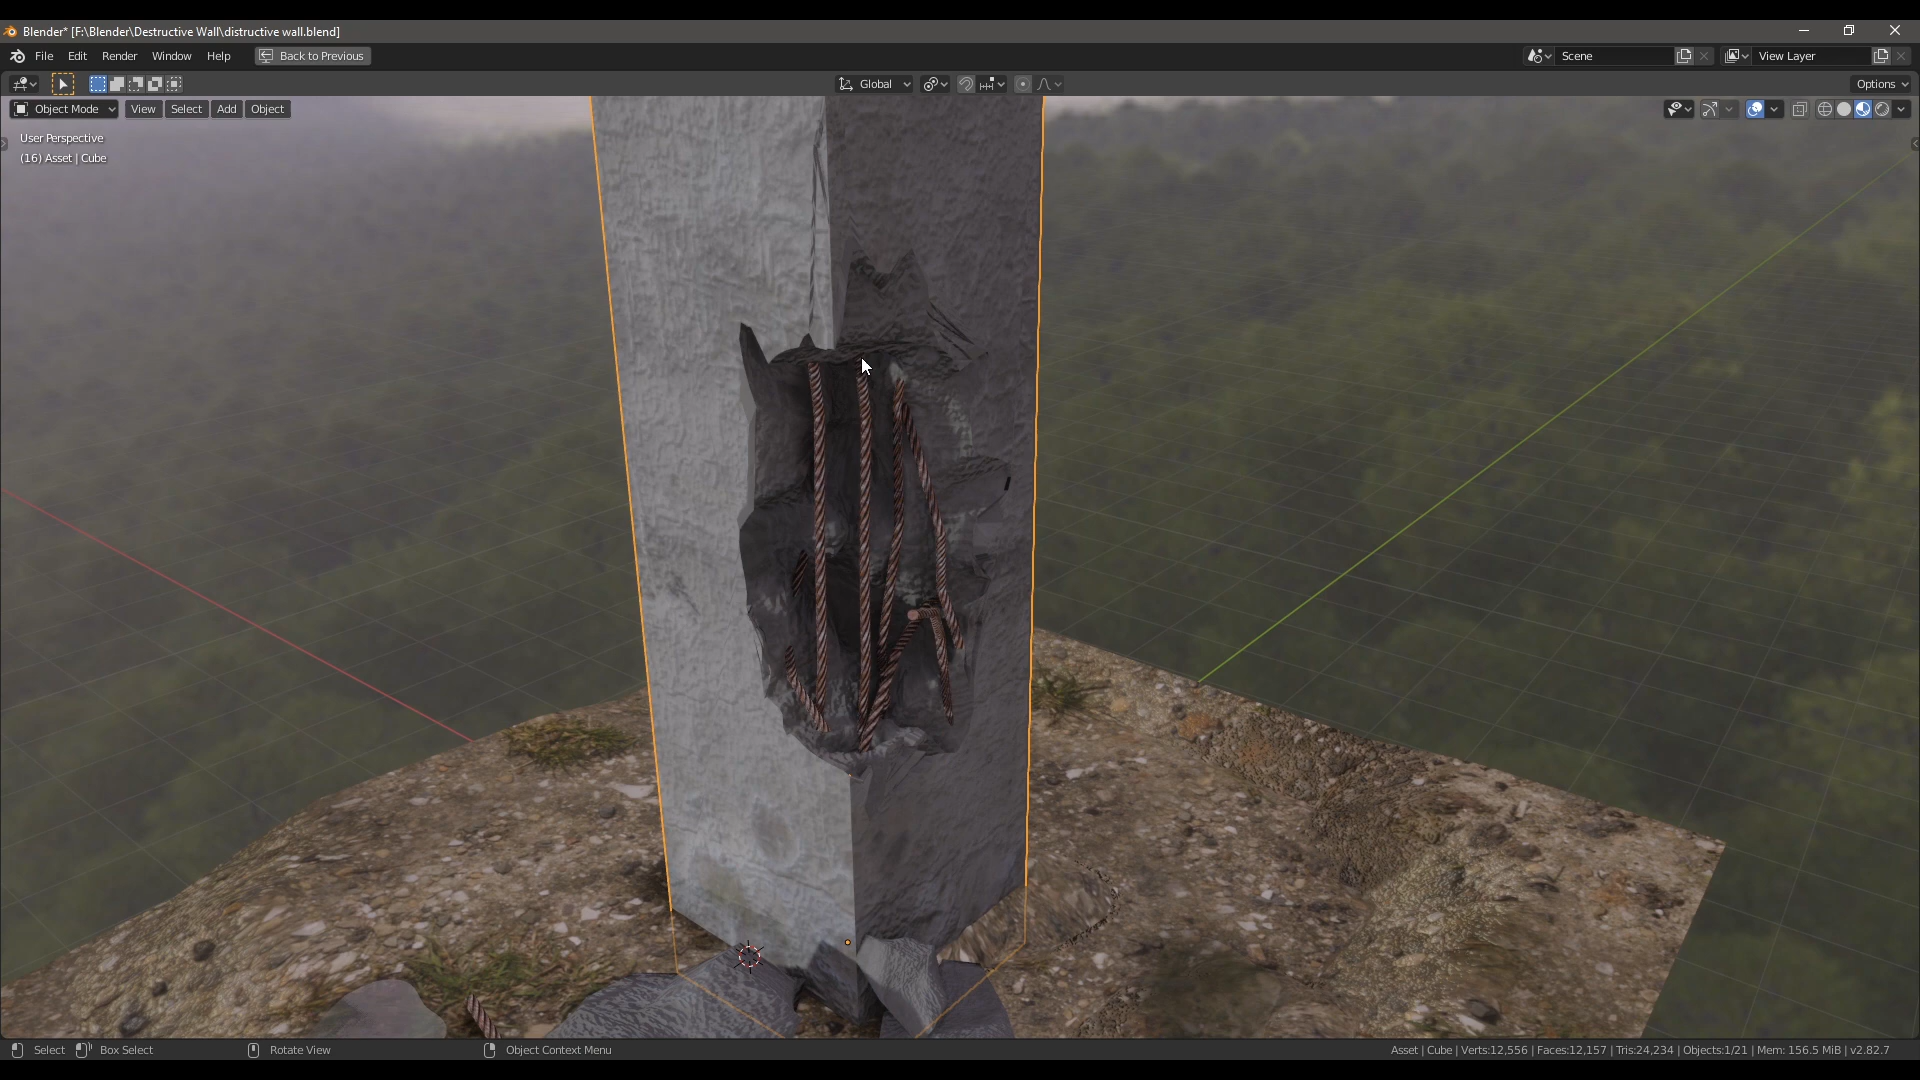 Blender* [F:\Blender\Destructive Wall\distructive wall.blend]
File Edit Render Window Help Back to Previous Scene View Layer
Global Options
Object Mode View Select Add Object
User Perspective
(16) Asset | Cube
Select Box Select Rotate View Object Context Menu Asset | Cube | Verts:12,556 | Faces:12,157 | Tris:24,234 | Objects:1/21 | Mem: 156.5 MiB | v2.82.7